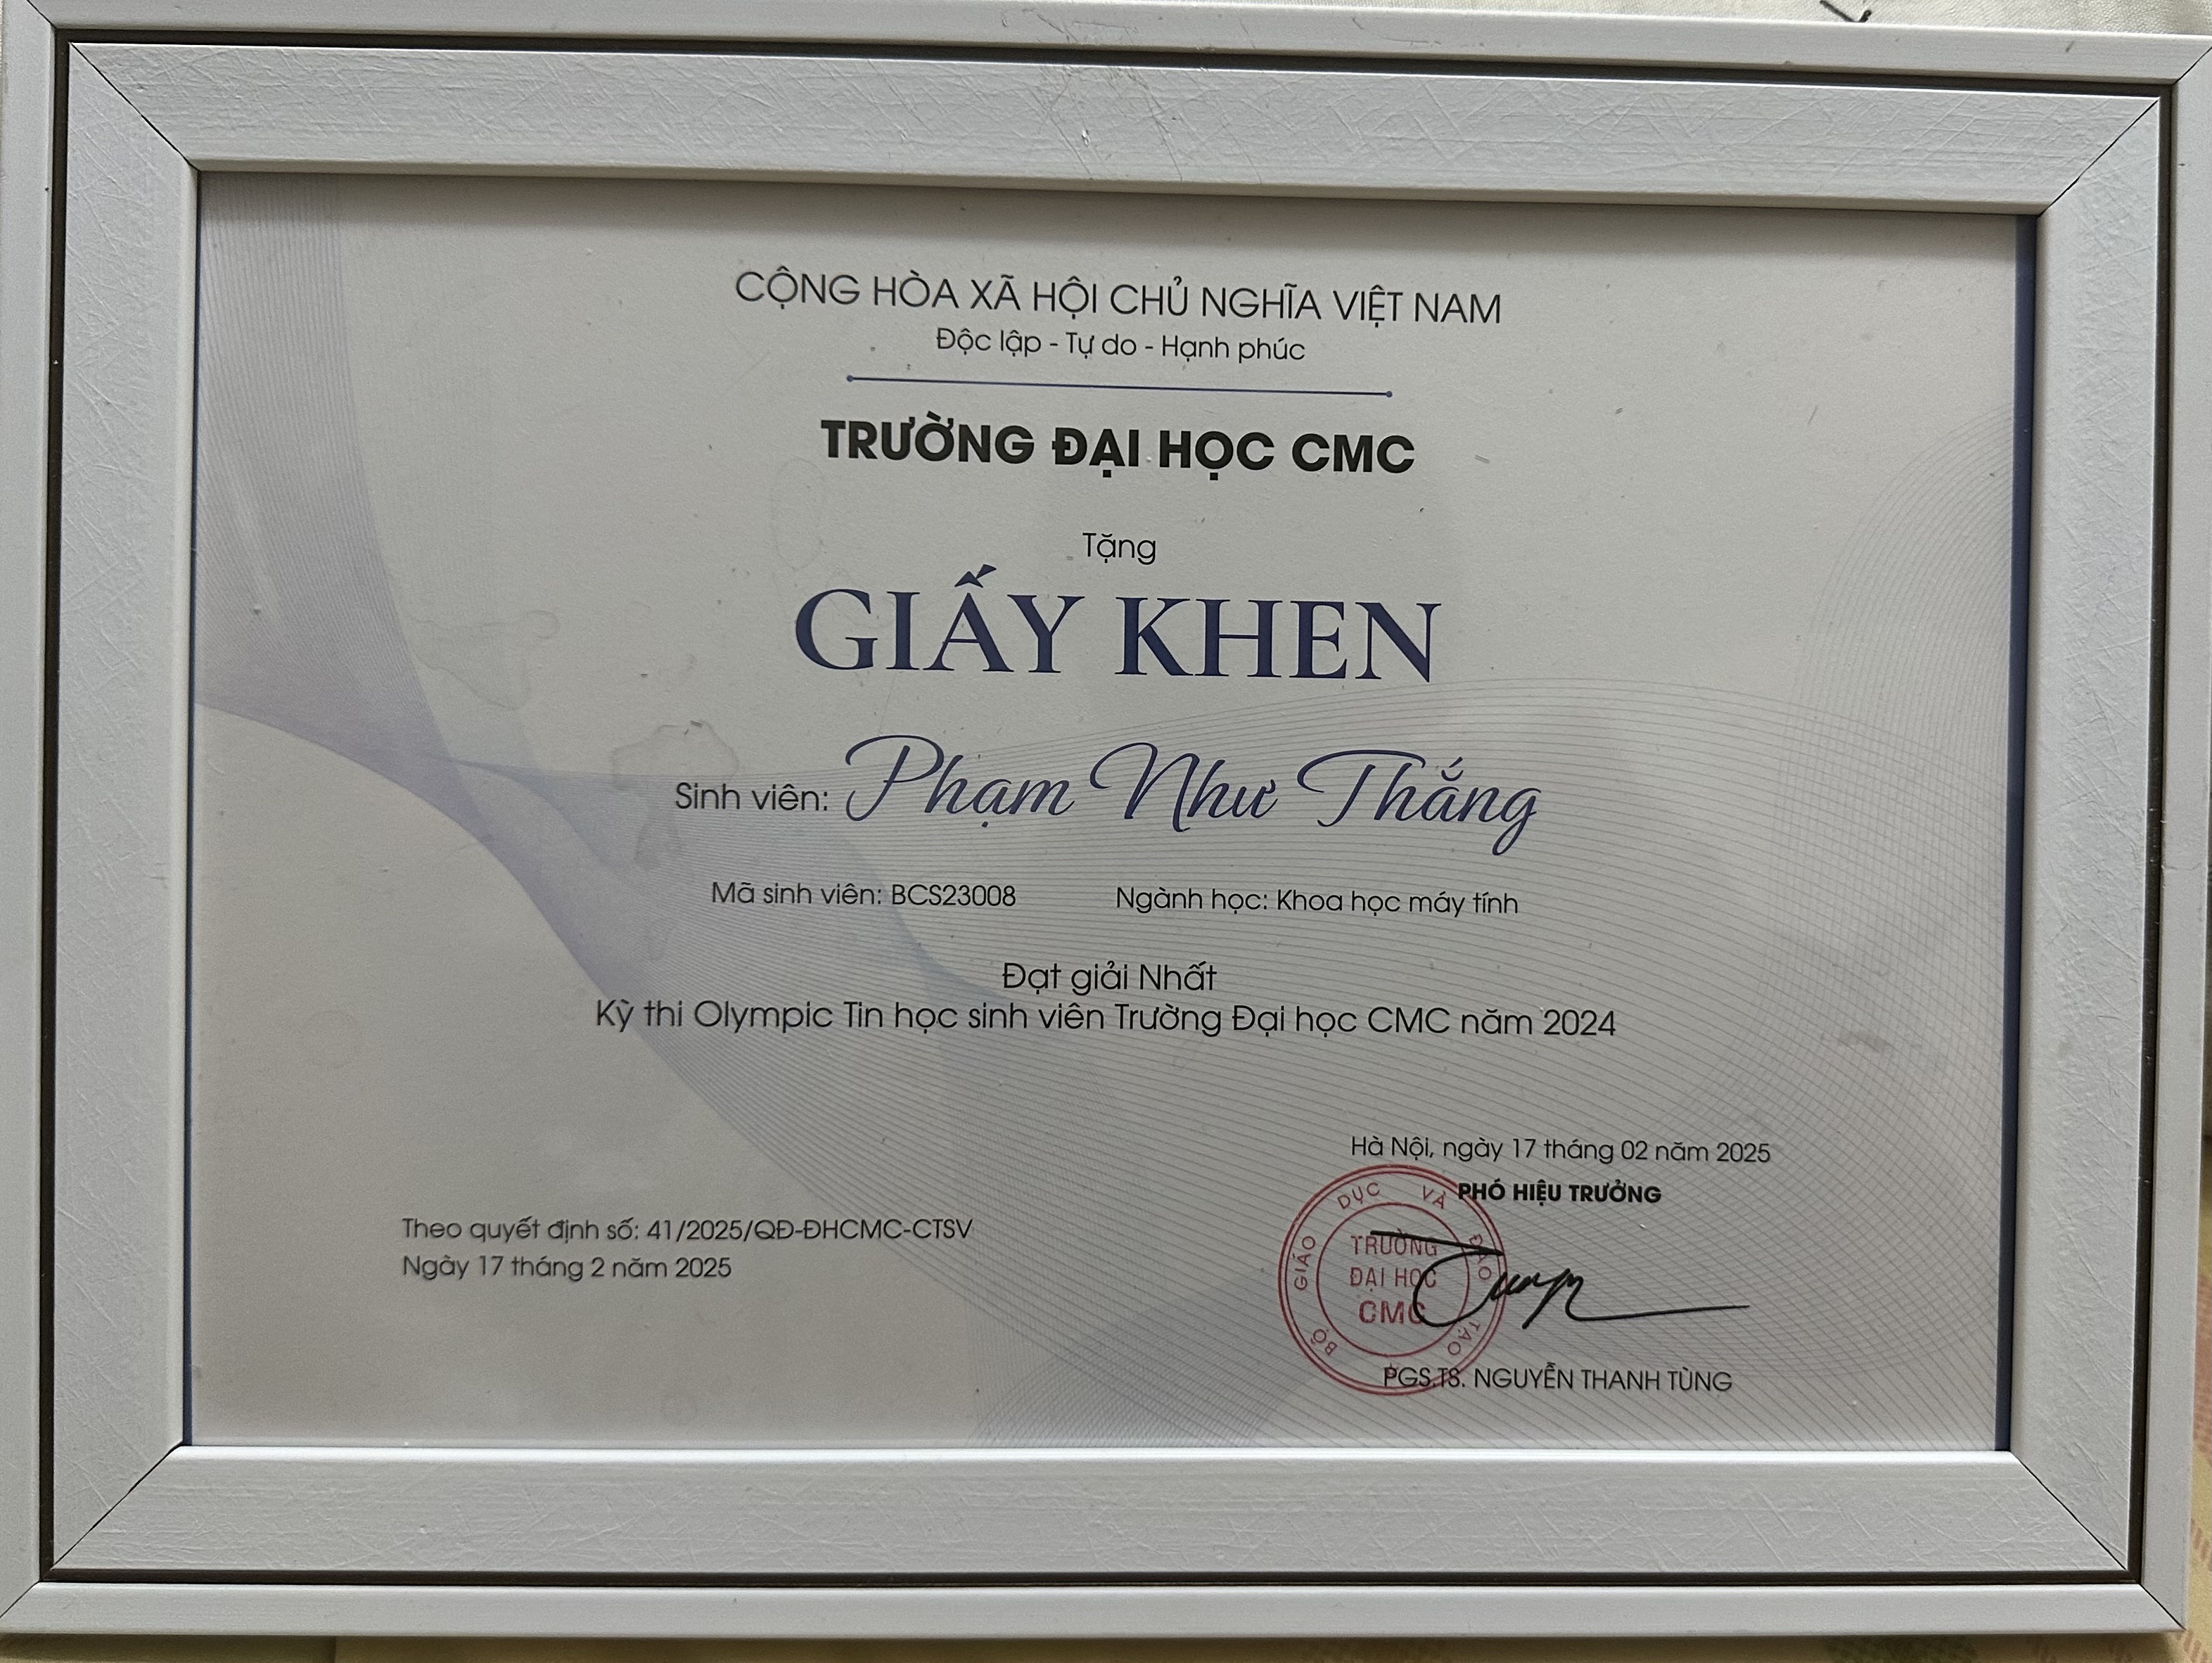 CỘNG HÒA XÃ HỘI CHỦ NGHĨA VIỆT NAM
Độc lập - Tự do - Hạnh phúc
TRƯỜNG ĐẠI HỌC CMC
Tặng
GIẤY KHEN
Sinh viên: Phạm Như Thắng
Mã sinh viên: BCS23008 Ngành học: Khoa học máy tính
Đạt giải Nhất
Kỳ thi Olympic Tin học sinh viên Trường Đại học CMC năm 2024
Hà Nội, ngày 17 tháng 02 năm 2025
PHÓ HIỆU TRƯỞNG
Theo quyết định số: 41/2025/QĐ-ĐHCMC-CTSV
Ngày 17 tháng 2 năm 2025
BỘ GIÁO DỤC VÀ ĐÀO TẠO
TRƯỜNG
ĐẠI HỌC
CMC
PGS.TS. NGUYỄN THANH TÙNG